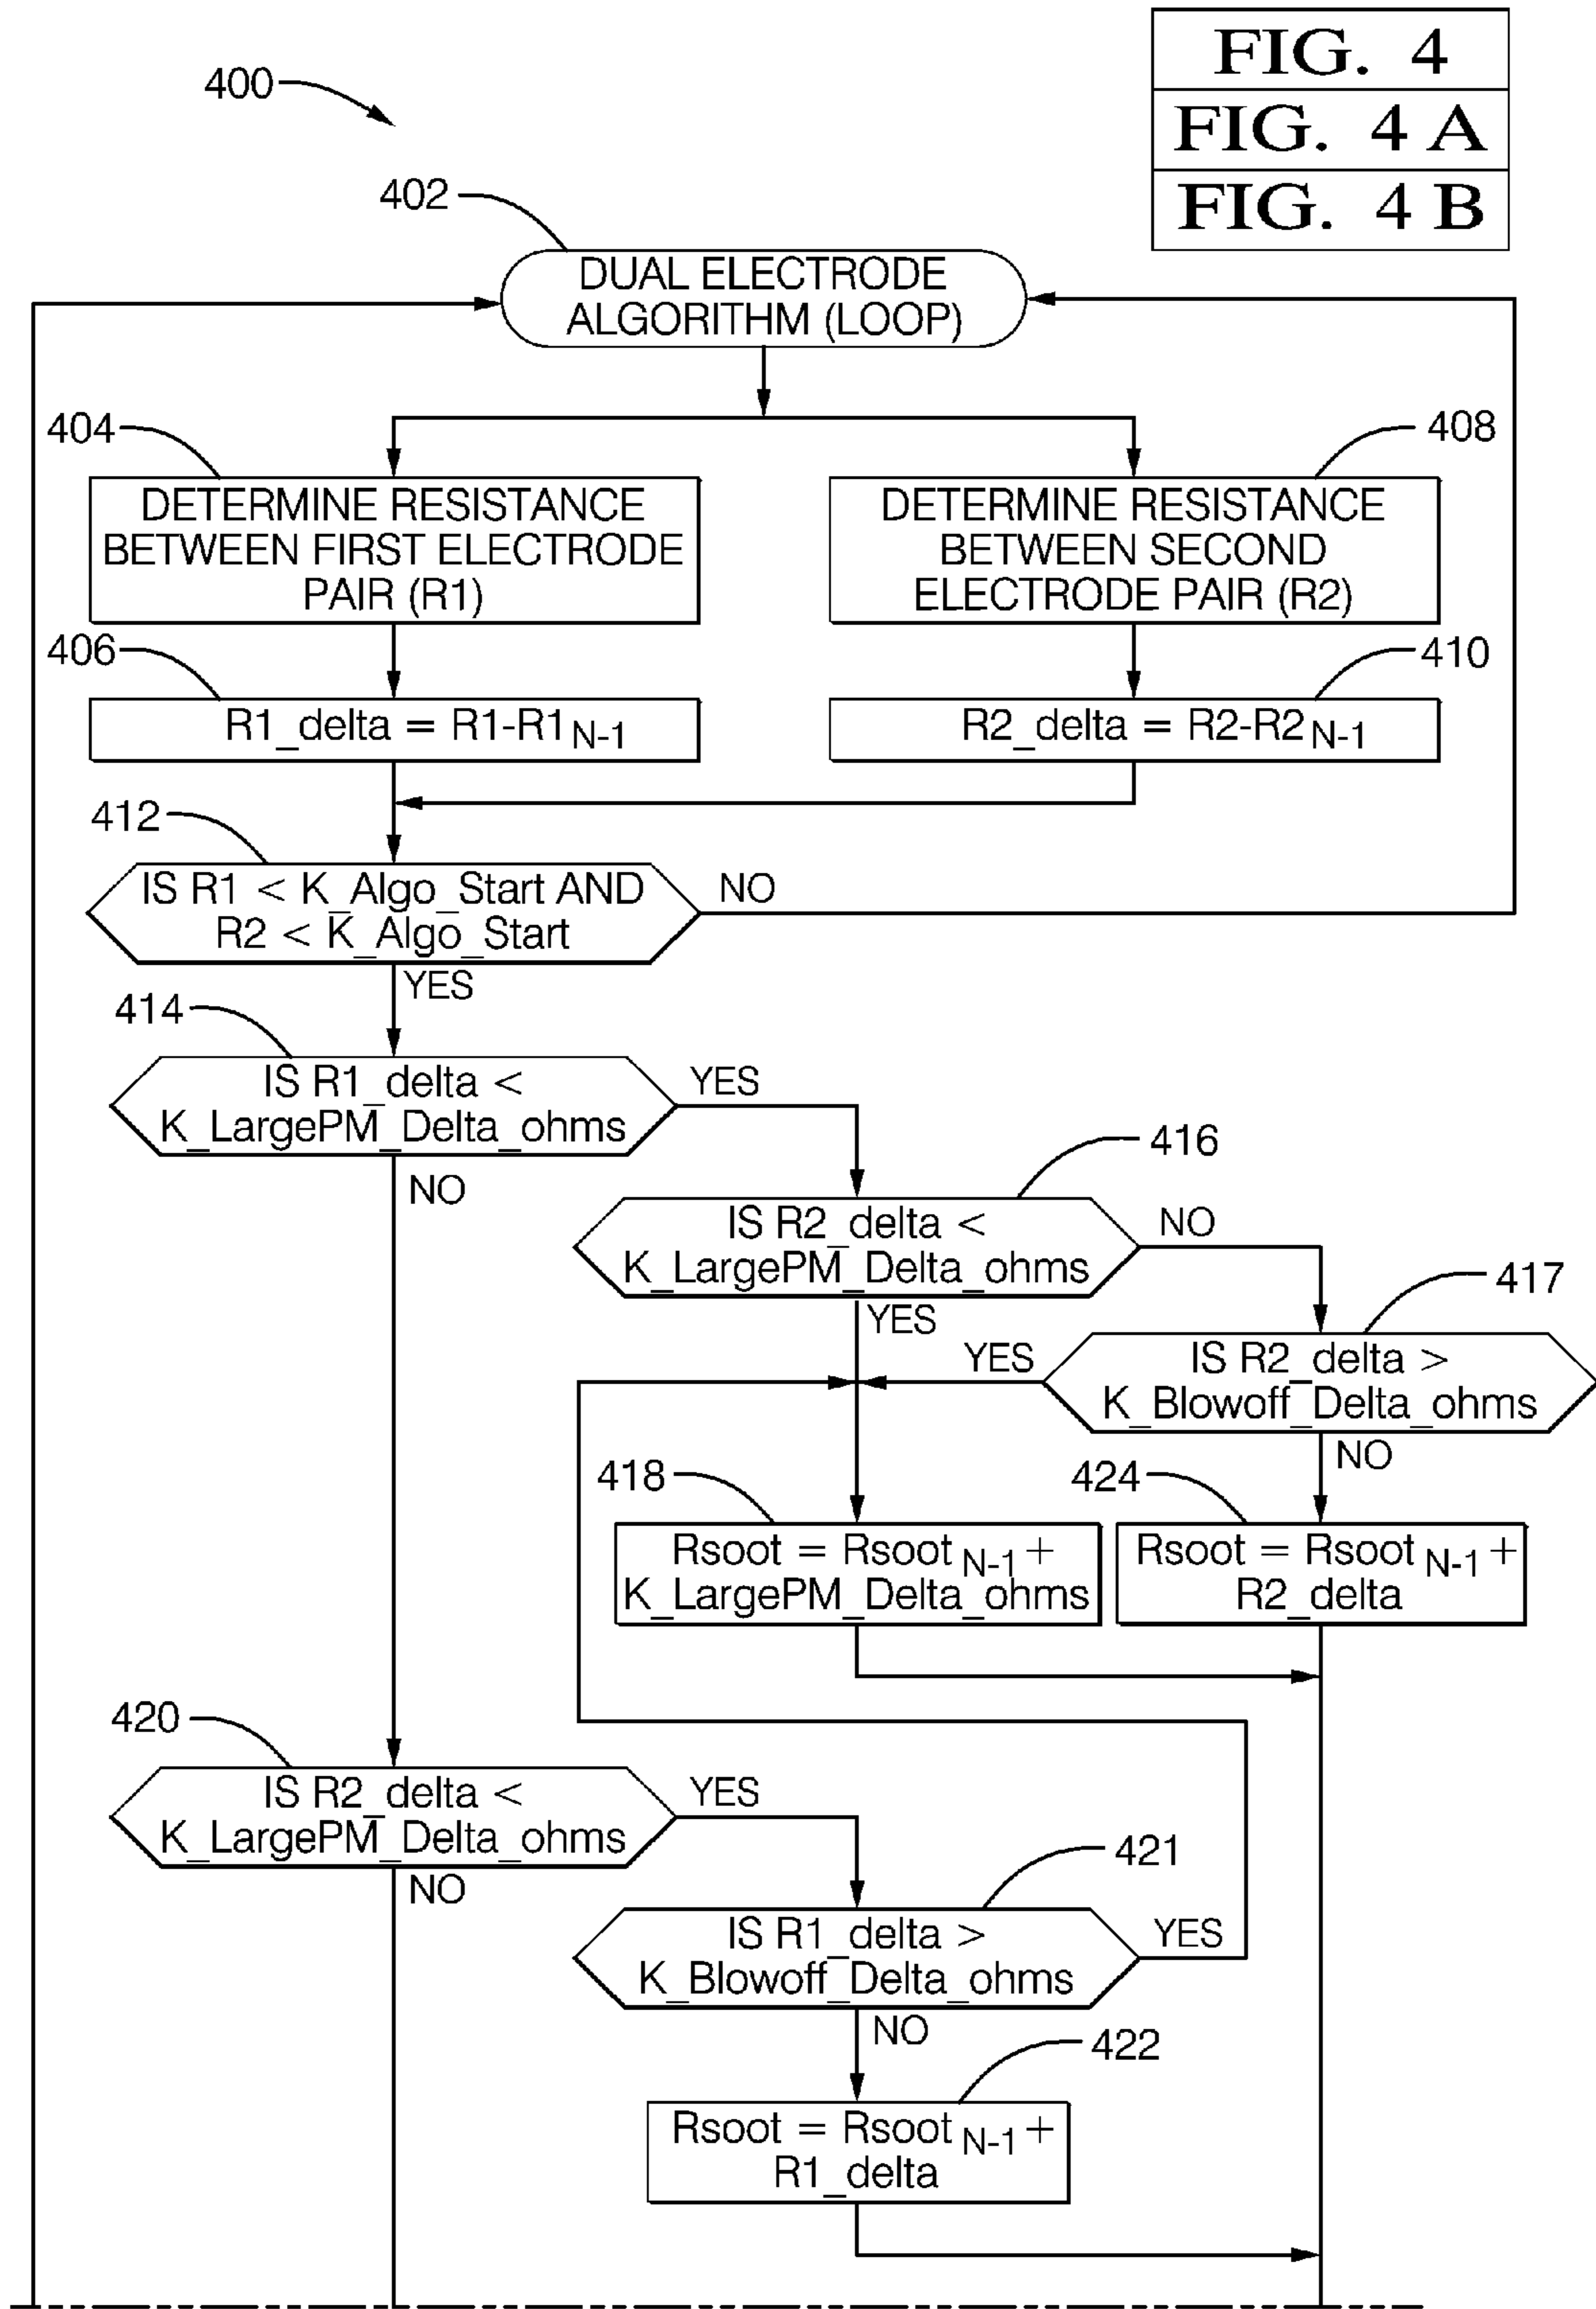 FIG. 4
FIG. 4 A
FIG. 4 B
400
402
DUAL ELECTRODE
ALGORITHM (LOOP)
404
DETERMINE RESISTANCE
BETWEEN FIRST ELECTRODE
PAIR (R1)
408
DETERMINE RESISTANCE
BETWEEN SECOND
ELECTRODE PAIR (R2)
406
R1_delta = R1-R1 N-1
410
R2_delta = R2-R2 N-1
412
IS R1 < K_Algo_Start AND
R2 < K_Algo_Start
NO
YES
414
IS R1_delta <
K_LargePM_Delta_ohms
YES
NO
416
IS R2_delta <
K_LargePM_Delta_ohms
NO
YES
417
IS R2_delta >
K_Blowoff_Delta_ohms
YES
NO
418
Rsoot = Rsoot N-1 +
K_LargePM_Delta_ohms
424
Rsoot = Rsoot N-1 +
R2_delta
420
IS R2_delta <
K_LargePM_Delta_ohms
YES
NO
421
IS R1_delta >
K_Blowoff_Delta_ohms
YES
NO
422
Rsoot = Rsoot N-1 +
R1_delta